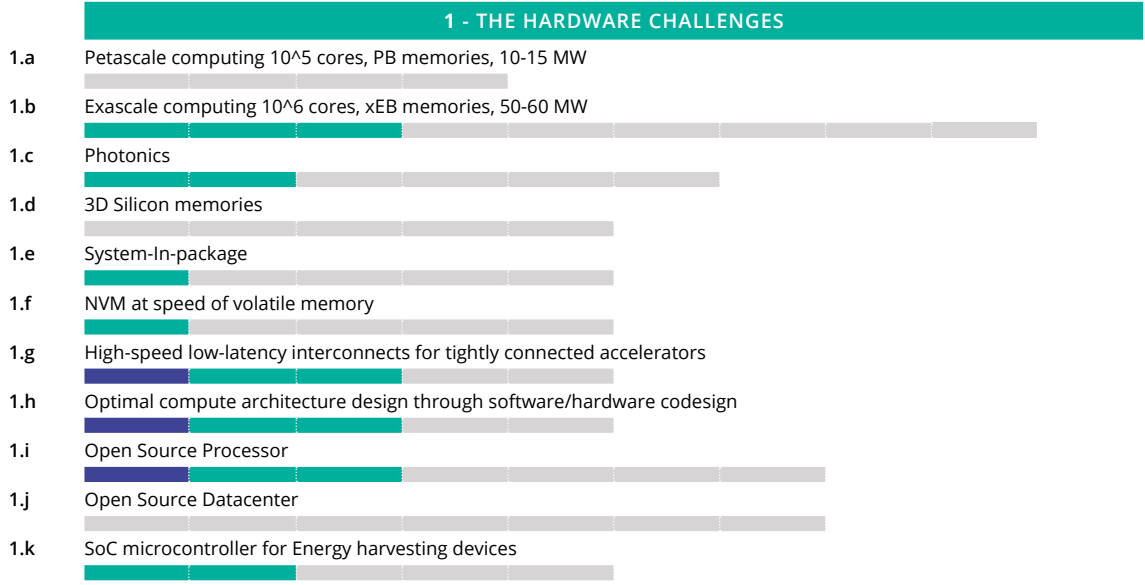 1 - THE HARDWARE CHALLENGES
1.a Petascale computing 10^5 cores, PB memories, 10-15 MW
1.b Exascale computing 10^6 cores, xEB memories, 50-60 MW
1.c Photonics
1.d 3D Silicon memories
1.e System-In-package
1.f NVM at speed of volatile memory
1.g High-speed low-latency interconnects for tightly connected accelerators
1.h Optimal compute architecture design through software/hardware codesign
1.i Open Source Processor
1.j Open Source Datacenter
1.k SoC microcontroller for Energy harvesting devices